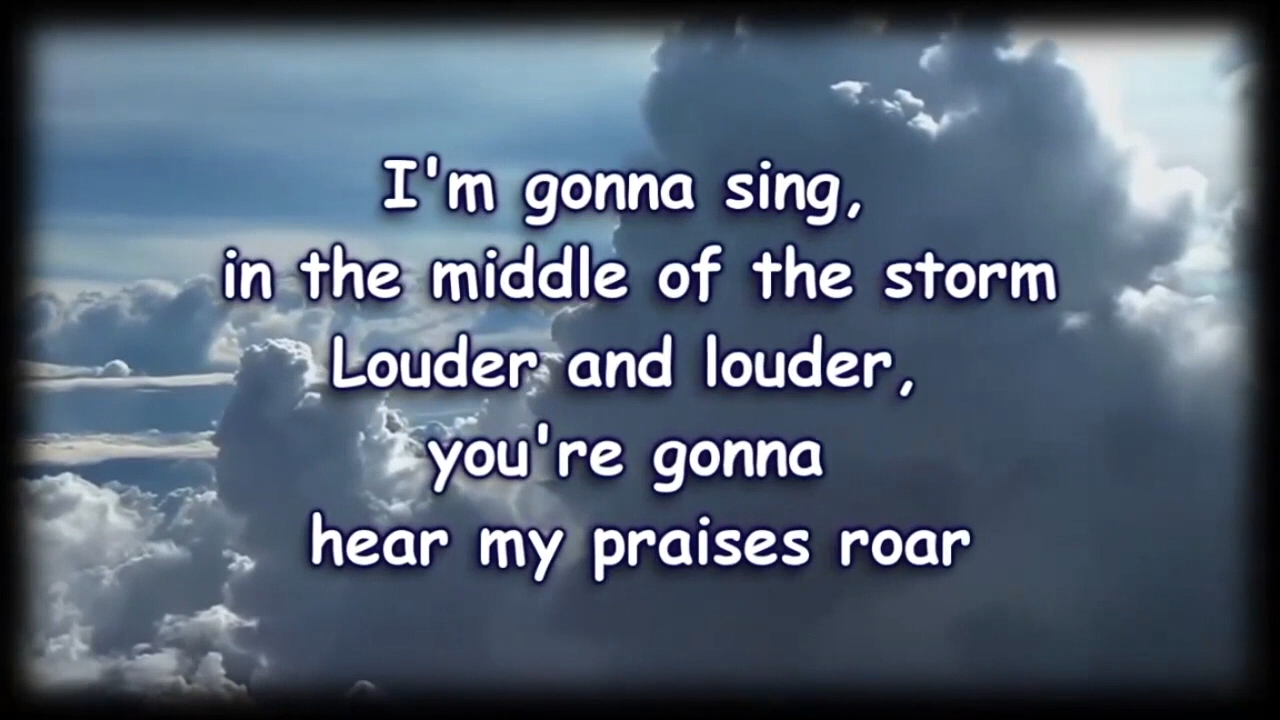 I'm gonna sing,
in the middle of the storm
Louder and louder,
you're gonna
hear my praises roar